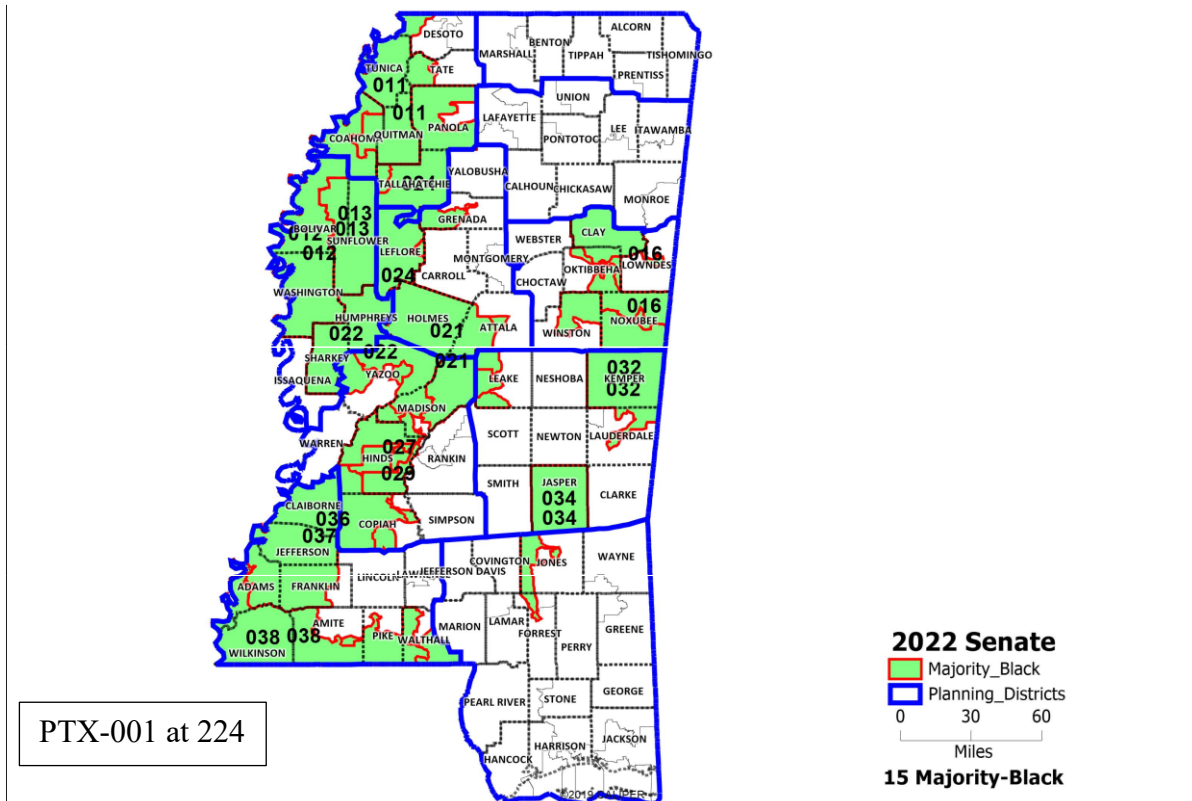 DESOTO
MARSHALL
BENTON
TIPPAH
ALCORN
TISHOMINGO
PRENTISS
TUNICA
TATE
011
011
UNION
LAFAYETTE
PONTOTOC
LEE
ITAWAMBA
COAHOMA
QUITMAN
PANOLA
YALOBUSHA
TALLAHATCHIE
CALHOUN
CHICKASAW
MONROE
013
013
BOLIVAR
012
012
SUNFLOWER
GRENADA
LEFLORE
CLAY
WEBSTER
016
LOWNDES
OKTIBBEHA
MONTGOMERY
CARROLL
CHOCTAW
024
WASHINGTON
HUMPHREYS
HOLMES
021
ATTALA
WINSTON
016
NOXUBEE
022
022
SHARKEY
021
ISSAQUENA
YAZOO
LEAKE
NESHOBA
032
KEMPER
032
MADISON
WARREN
HINDS
027
029
RANKIN
SCOTT
NEWTON
LAUDERDALE
SMITH
JASPER
034
034
CLARKE
CLAIBORNE
036
037
COPIAH
SIMPSON
JEFFERSON
ADAMS
FRANKLIN
LINCOLN
JEFFERSON DAVIS
COVINGTON
JONES
WAYNE
038
038
WILKINSON
AMITE
PIKE
WALTHALL
MARION
LAMAR
FORREST
PERRY
GREENE
PEARL RIVER
STONE
GEORGE
HANCOCK
HARRISON
JACKSON
PTX-001 at 224
2022 Senate
Majority_Black
Planning_Districts
0 30 60
Miles
15 Majority-Black